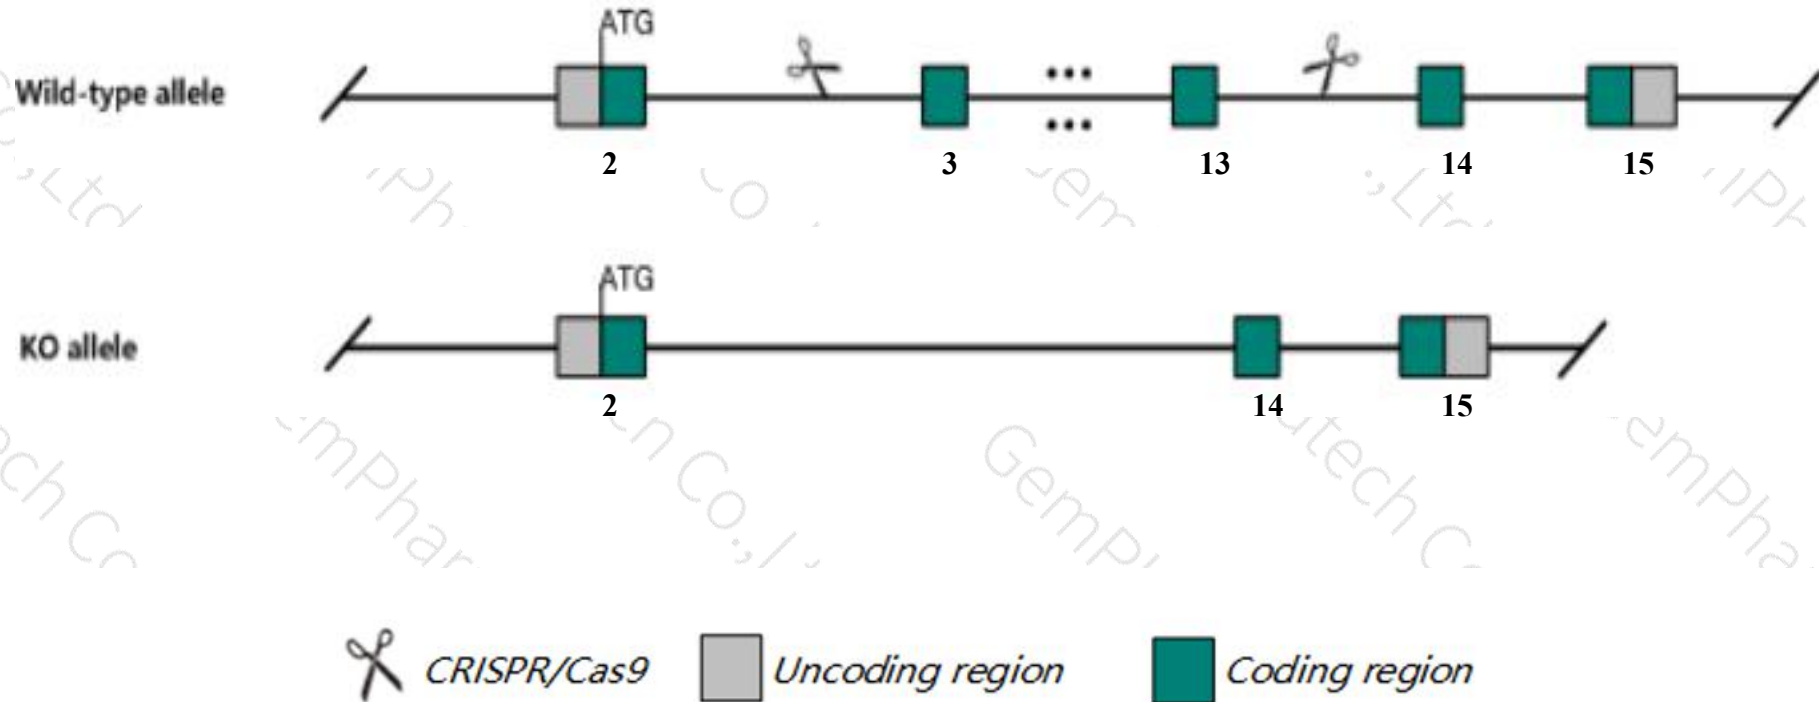 ATG
Wild-type allele
2 3 13 14 15
ATG
KO allele
2 14 15
CRISPR/Cas9 Uncoding region Coding region
GemPh